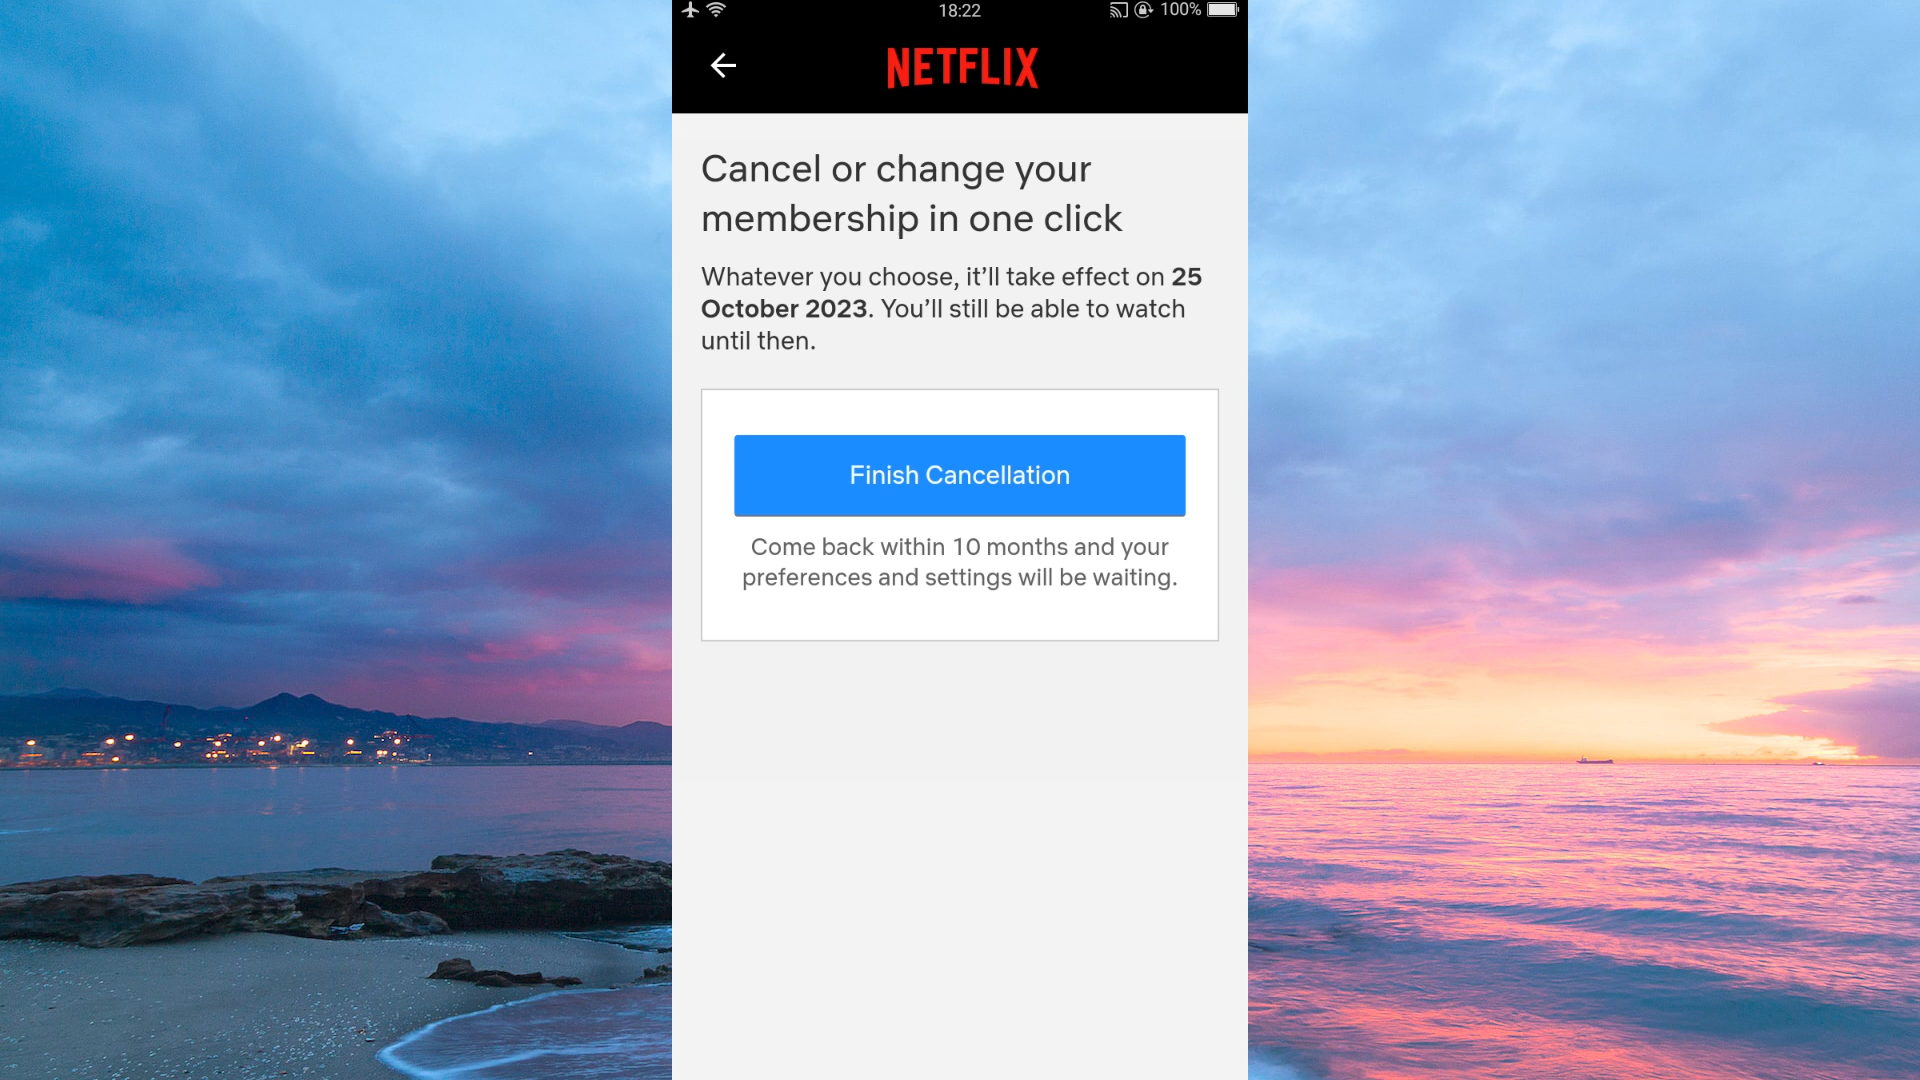 18:22
100%
NETFLIX
Cancel or change your
membership in one click
Whatever you choose, it’ll take effect on 25
October 2023. You’ll still be able to watch
until then.
Finish Cancellation
Come back within 10 months and your
preferences and settings will be waiting.